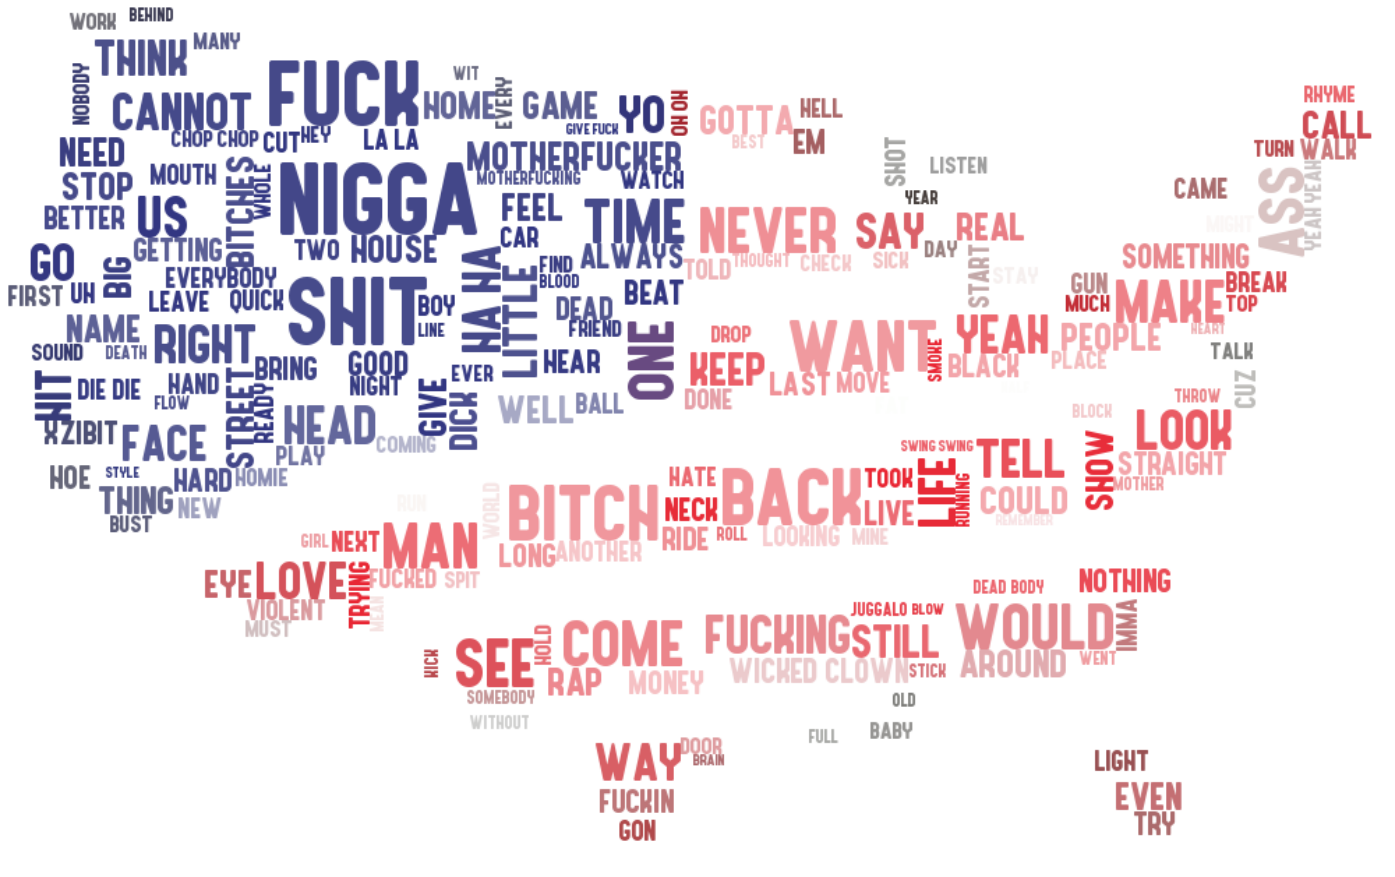 WORK
BEHIND
THINK
MANY
NOBODY
CANNOT
FUCK
WIT
HOME
EVERY
GAME
YO
OH OH
GOTTA
HELL
BEST
EM
CHOP CHOP
CUT
HEY
LA LA
GIVE FUCK
NEED
MOUTH
STOP
BITCHES
WHOLE
NIGGA
MOTHERFUCKER
MOTHERFUCKING
WATCH
BETTER
US
GETTING
TWO
HOUSE
FEEL
CAR
TIME
ALWAYS
NEVER
TOLD
THOUGHT
CHECK
SICK
SAY
DAY
REAL
SHOT
LISTEN
YEAR
START
STAY
RHYME
CALL
TURN
WALK
CAME
MIGHT
ASS
YEAH YEAH
SOMETHING
GO
BIG
EVERYBODY
FIRST
UH
LEAVE
QUICK
SHIT
BOY
LINE
HA HA
LITTLE
FIND
BLOOD
DEAD
FRIEND
BEAT
GUN
MUCH
MAKE
BREAK
TOP
HEART
NAME
SOUND
DEATH
RIGHT
BRING
GOOD
NIGHT
EVER
HEAR
ONE
DROP
KEEP
WANT
SMOKE
YEAH
BLACK
PEOPLE
PLACE
TALK
CUZ
HIT
DIE DIE
HAND
FLOW
STREET
READY
GIVE
DICK
WELL
BALL
DONE
LAST
MOVE
THROW
BLOCK
LOOK
XZIBIT
FACE
HEAD
PLAY
COMING
SWING SWING
TELL
SHOW
STRAIGHT
MOTHER
HOE
STYLE
HARD
HOMIE
THING
NEW
BUST
RUN
WORLD
BITCH
HATE
NECK
BACK
TOOK
LIVE
LIFE
RUNNING
COULD
REMEMBER
GIRL
NEXT
MAN
LONG
ANOTHER
RIDE
ROLL
LOOKING
MINE
EYE
LOVE
TRYING
FUCKED
SPIT
MEAN
VIOLENT
MUST
DEAD BODY
NOTHING
KICK
SEE
HOLD
COME
FUCKING
JUGGALO
BLOW
STILL
WOULD
IMMA
RAP
MONEY
WICKED CLOWN
STICK
AROUND
WENT
SOMEBODY
WITHOUT
OLD
FULL
BABY
WAY
DOOR
BRAIN
FUCKIN
GON
LIGHT
EVEN
TRY